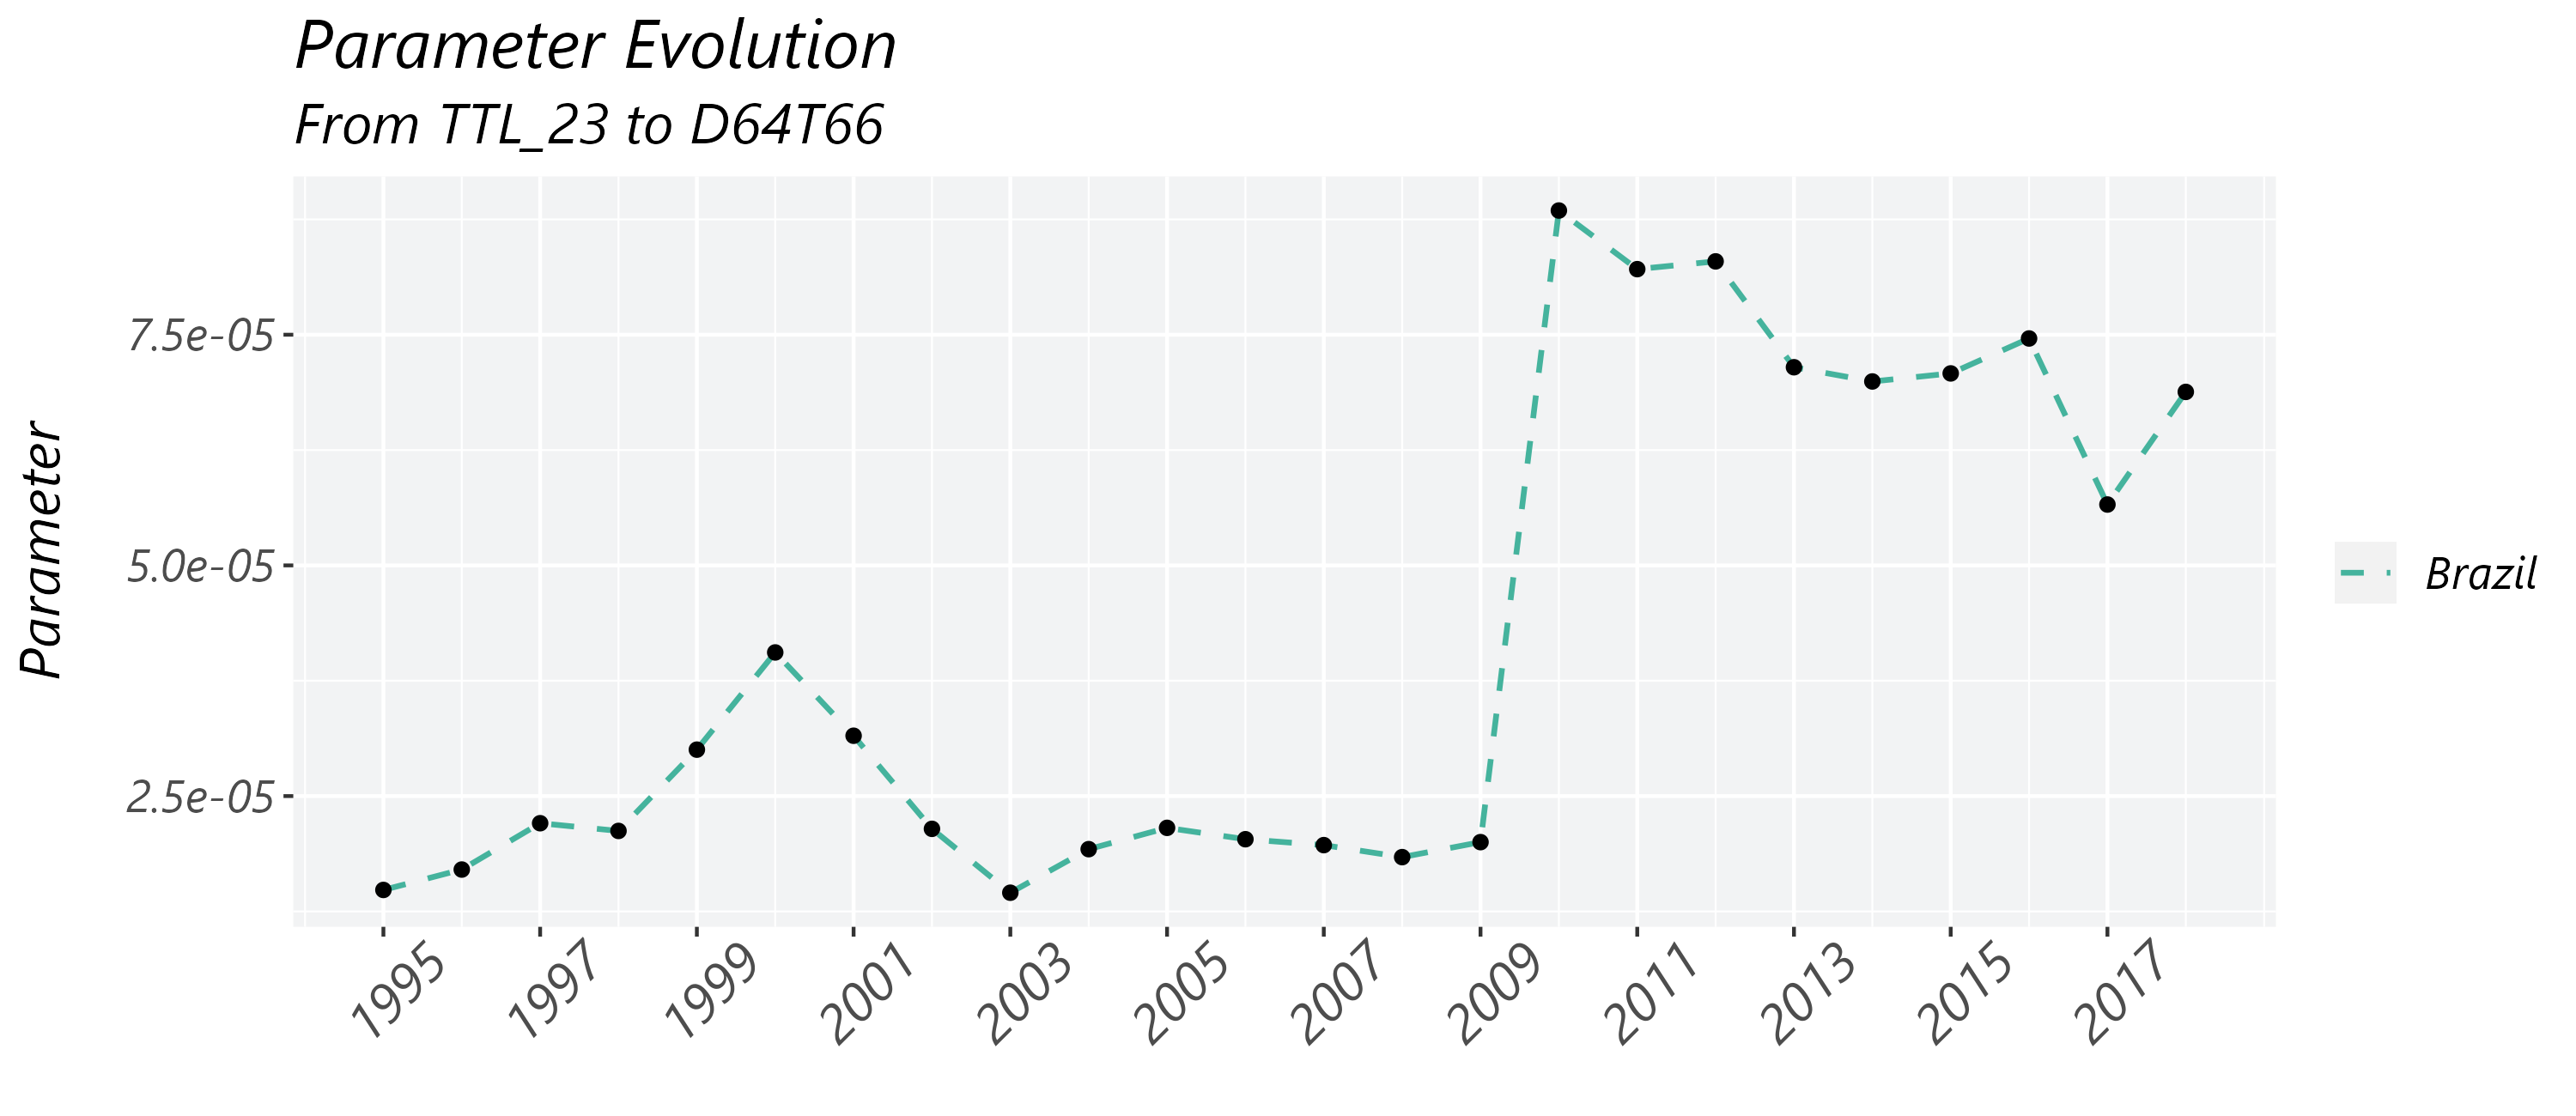 Parameter Evolution
From TTL_23 to D64T66
Parameter
7.5e-05
5.0e-05
2.5e-05
1995
1997
1999
2001
2003
2005
2007
2009
2011
2013
2015
2017
Brazil